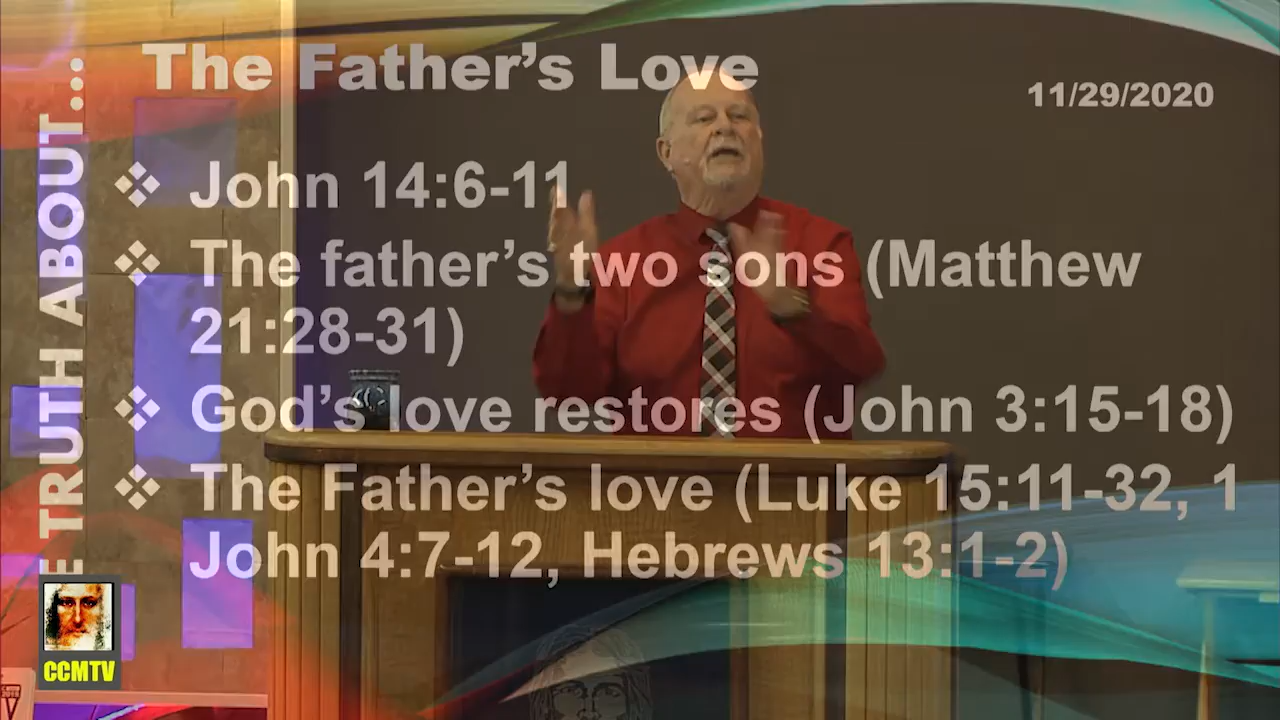 The Father's Love
11/29/2020
E TRUTH ABOUT...
❖ John 14:6-11
❖ The father's two sons (Matthew
21:28-31)
❖ God's love restores (John 3:15-18)
❖ The Father's love (Luke 15:11-32, 1
John 4:7-12, Hebrews 13:1-2)
CCMTV